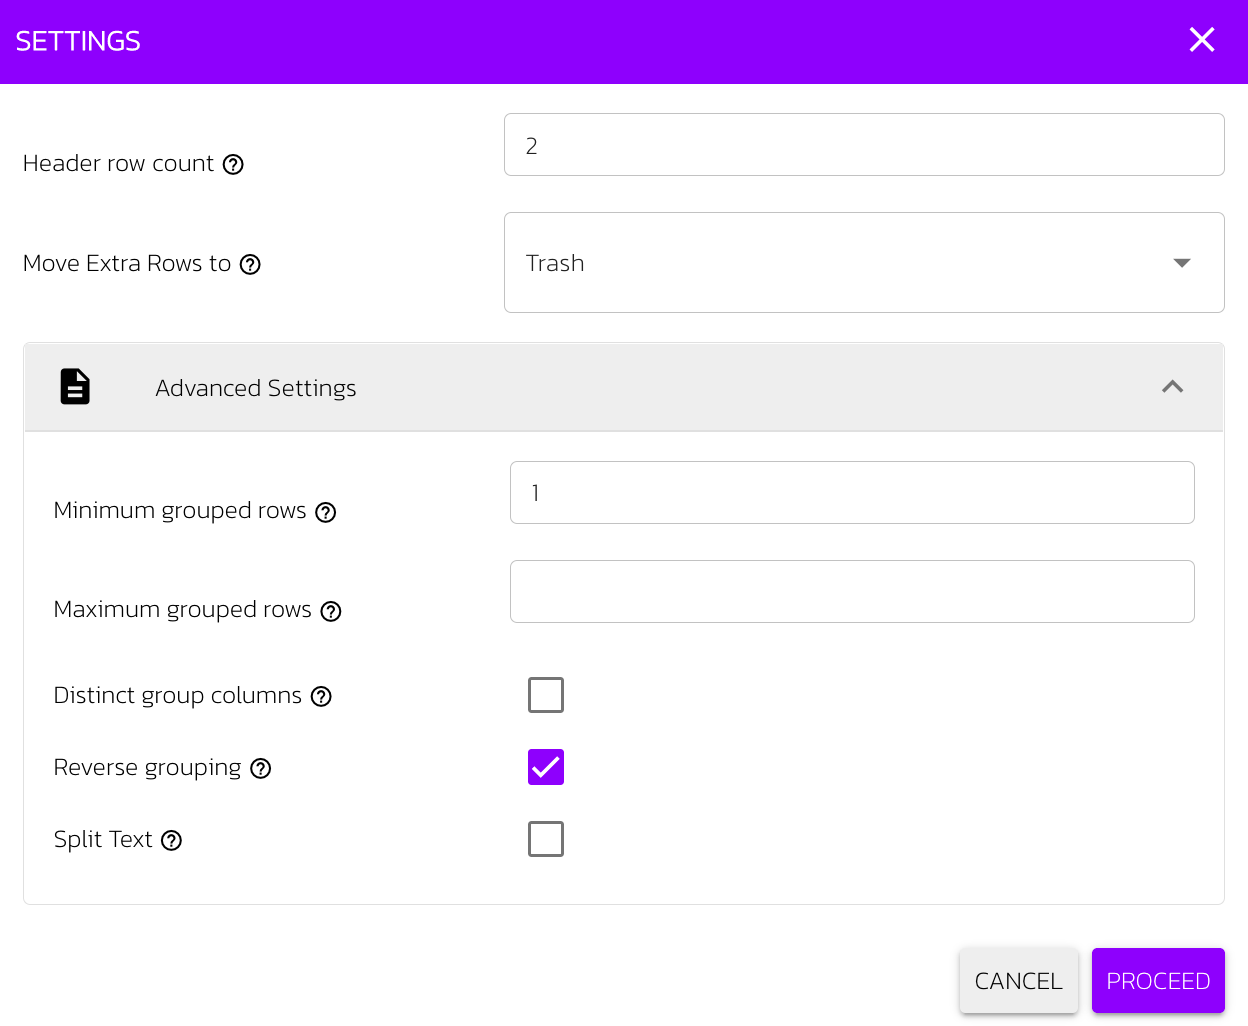 SETTINGS
Header row count
2
Move Extra Rows to
Trash
Advanced Settings
Minimum grouped rows
1
Maximum grouped rows
Distinct group columns
Reverse grouping
Split Text
CANCEL PROCEED